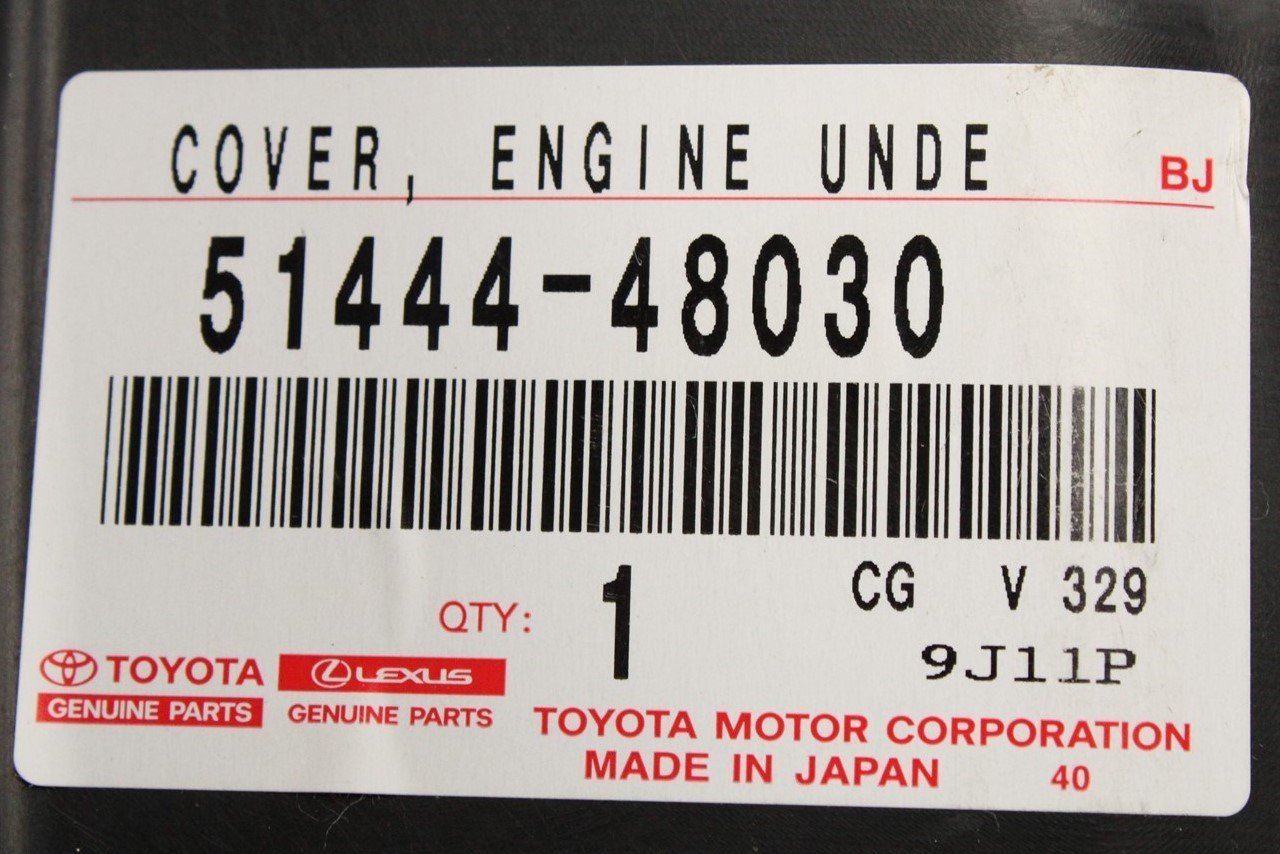 COVER, ENGINE UNDE BJ
51444-48030
CG V 329
QTY: 1
9J11P
TOYOTA LEXUS
GENUINE PARTS GENUINE PARTS
TOYOTA MOTOR CORPORATION
MADE IN JAPAN 40